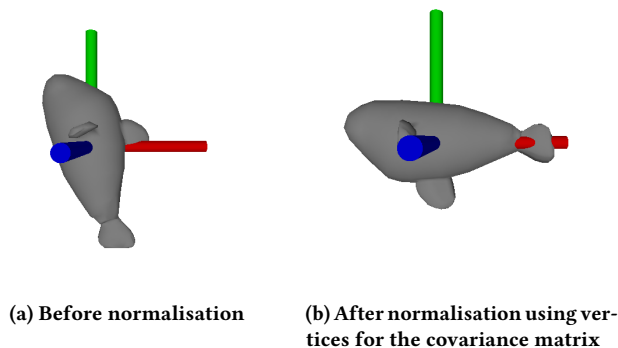 (a) Before normalisation
(b) After normalisation using ver-
tices for the covariance matrix